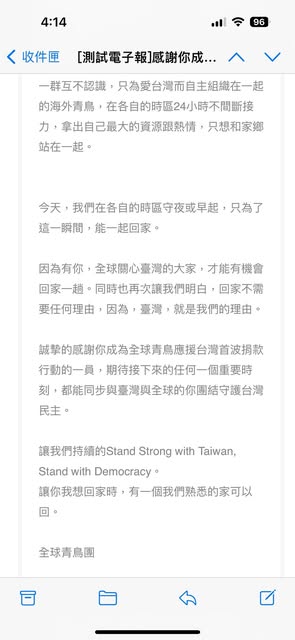 4:14
96
收件匣
[測試電子報]感謝你成為...
一群互不認識，只為愛台灣而自主組織在一起
的海外青鳥，在各自的時區24小時不間斷接
力，拿出自己最大的資源跟熱情，只想和家鄉
站在一起。
今天，我們在各自的時區守夜或早起，只為了
這一瞬間，能一起回家。
因為有你，全球關心臺灣的大家，才能有機會
回家一趟。同時也再次讓我們明白，回家不需
要任何理由，因為，臺灣，就是我們的理由。
誠摯的感謝你成為全球青鳥應援台灣首波捐款
行動的一員，期待接下來的任何一個重要時
刻，都能同步與臺灣與全球的你團結守護台灣
民主。
讓我們持續的Stand Strong with Taiwan,
Stand with Democracy。
讓你我想回家時，有一個我們熟悉的家可以
回。
全球青鳥團